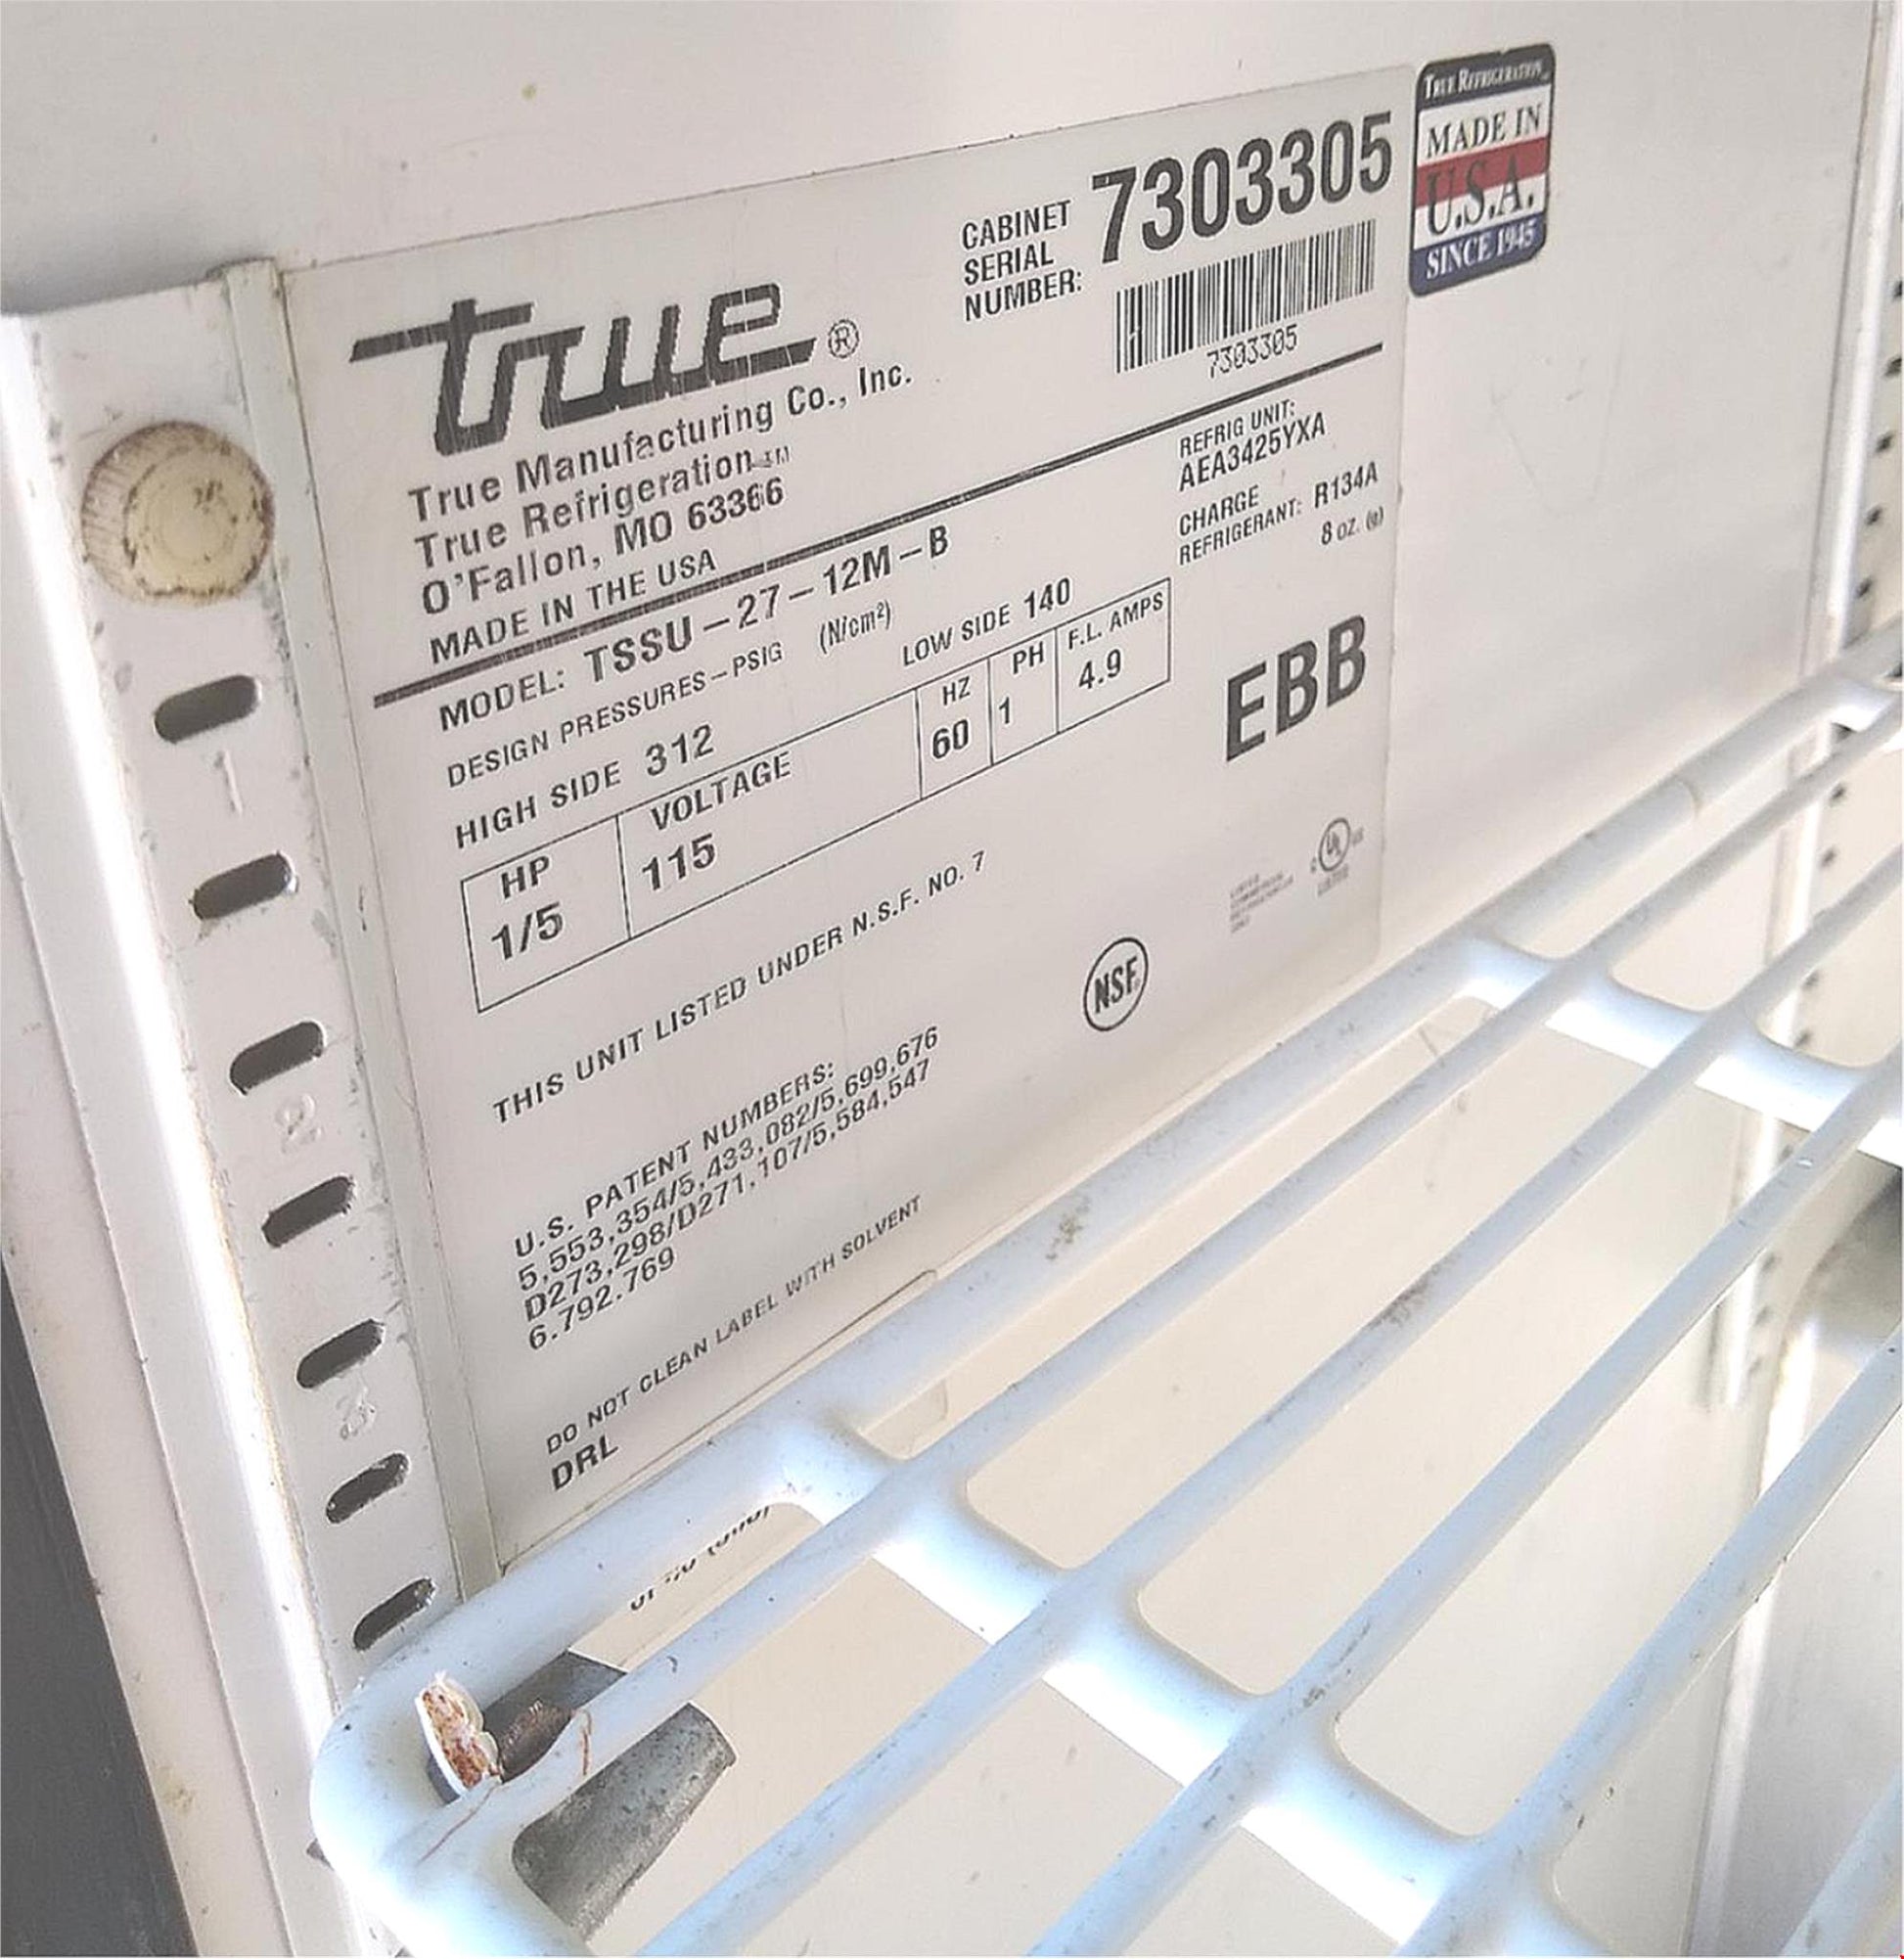 true®
True Manufacturing Co., Inc.
True Refrigeration SM
O'Fallon, MO 63366
MADE IN THE USA
CABINET
SERIAL
NUMBER:
7303305
7303305
TRUE REFRIGERATION
MADE IN
U.S.A.
SINCE 1945
MODEL: TSSU-27-12M-B
DESIGN PRESSURES-PSIG (N/cm²)
HIGH SIDE 312
LOW SIDE 140
REFRIG UNIT:
AEA3425YXA
CHARGE
REFRIGERANT: R134A
8 oz.
HP VOLTAGE HZ PH F.L. AMPS
1/5 115 60 1 4.9
EBB
THIS UNIT LISTED UNDER N.S.F. NO. 7
NSF
UL
U.S. PATENT NUMBERS:
5,553,354/5,433,082/5,699,676
D273,298/D271,107/5,584,547
6.792.769
DO NOT CLEAN LABEL WITH SOLVENT
DRL
1
2
3